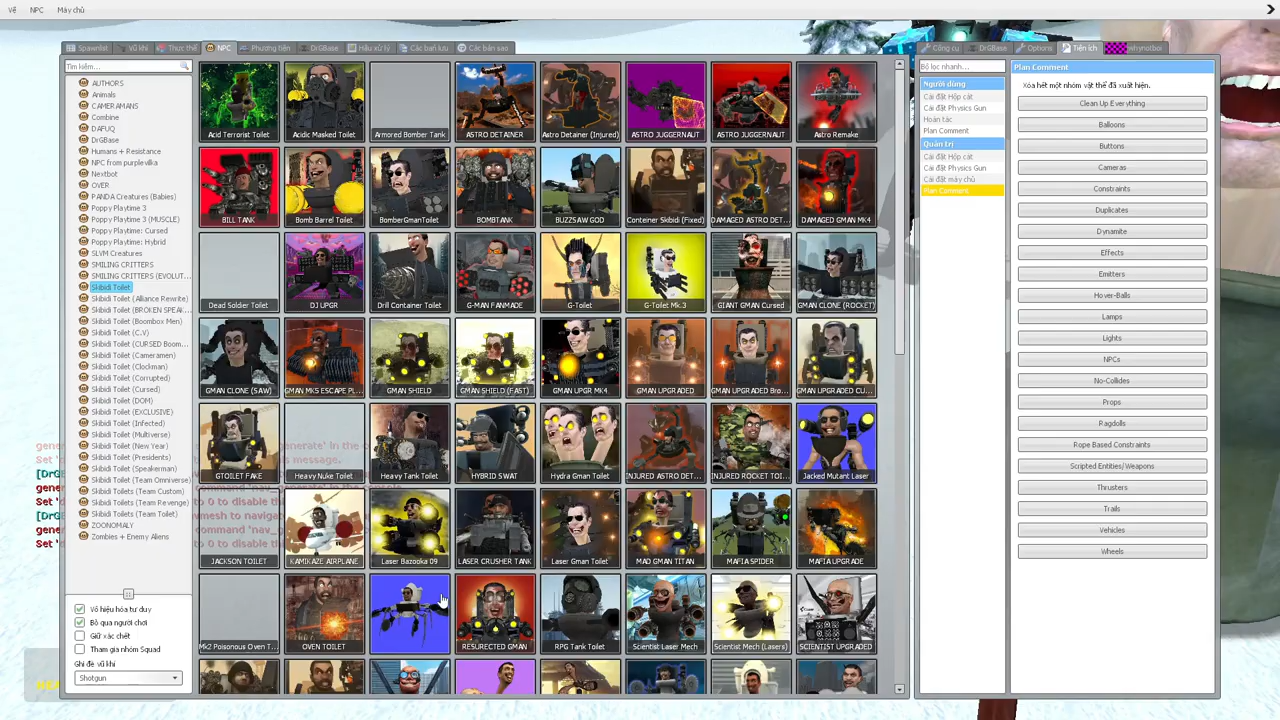 Vẽ NPC Máy chủ
Spawnlist Vũ khí Thực thể NPC Phương tiện DrGBase Hậu xử lý Các bản lưu Các bản sao
Công cụ DrGBase Options Tiện ích whynotboi
Tìm kiếm...
AUTHORS
Animals
CAMERAMANS
Combine
DAFUQ
DrGBase
Humans + Resistance
NPC from purplevilka
Nextbot
OVER
PANDA Creatures (Babies)
Poppy Playtime 3
Poppy Playtime 3 (MUSCLE)
Poppy Playtime: Cursed
Poppy Playtime: Hybrid
SLVM Creatures
SMILING CRITTERS
SMILING CRITTERS (EVOLUT...
Skibidi Toilet
Skibidi Toilet (Alliance Rewrite)
Skibidi Toilet (BROKEN SPEAK...
Skibidi Toilet (Boombox Men)
Skibidi Toilet (C.V)
Skibidi Toilet (CURSED Boom...
Skibidi Toilet (Cameramen)
Skibidi Toilet (Clockman)
Skibidi Toilet (Corrupted)
Skibidi Toilet (Cursed)
Skibidi Toilet (DOM)
Skibidi Toilet (EXCLUSIVE)
Skibidi Toilet (Infected)
Skibidi Toilet (Multiverse)
Skibidi Toilet (New Year)
Skibidi Toilet (Presidents)
Skibidi Toilet (Speakerman)
Skibidi Toilet (Team Omniverse)
Skibidi Toilets (Team Custom)
Skibidi Toilets (Team Revenge)
Skibidi Toilets (Team Toilet)
ZOONOMALY
Zombies + Enemy Aliens
Vô hiệu hóa tư duy
Bỏ qua người chơi
Giữ xác chết
Tham gia nhóm Squad
Ghi đè vũ khí
Shotgun
Acid Terrorist Toilet Acidic Masked Toilet Armored Bomber Tank ASTRO DETAINER Astro Detainer (Injured) ASTRO JUGGERNAUT ASTRO JUGGERNAUT Astro Remake
BILL TANK Bomb Barrel Toilet BomberGmanToilet BOMBTANK BUZZSAW GOD Conteiner Skibidi (Fixed) DAMAGED ASTRO DET... DAMAGED GMAN MK4
Dead Soldier Toilet DJ UPGR Drill Container Toilet G-MAN FANMADE G-Toilet G-Toilet Mk.3 GIANT GMAN Cursed GMAN CLONE (ROCKET)
GMAN CLONE (SAW) GMAN MK5 ESCAPE PL... GMAN SHIELD GMAN SHIELD (FAST) GMAN UPGR MK4 GMAN UPGRADED GMAN UPGRADED Bro... GMAN UPGRADED CU...
GTOILET FAKE Heavy Nuke Toilet Heavy Tank Toilet HYBRID SWAT Hydra Gman Toilet INJURED ASTRO DET... INJURED ROCKET TOI... Jacked Mutant Laser
JACKSON TOILET KAMIKAZE AIRPLANE Laser Bazooka 09 LASER CRUSHER TANK Laser Gman Toilet MAD GMAN TITAN MAFIA SPIDER MAFIA UPGRADE
Mk2 Poisonous Oven T... OVEN TOILET RESURECTED GMAN RPG Tank Toilet Scientist Laser Mech Scientist Mech (Lasers) SCIENTIST UPGRADED
Bộ lọc nhanh...
Người dùng
Cài đặt Hộp cát
Cài đặt Physics Gun
Hoàn tác
Plan Comment
Quản trị
Cài đặt Hộp cát
Cài đặt Physics Gun
Cài đặt máy chủ
Plan Comment
Plan Comment
Xóa hết một nhóm vật thể đã xuất hiện.
Clean Up Everything
Balloons
Buttons
Cameras
Constraints
Duplicates
Dynamite
Effects
Emitters
Hover-Balls
Lamps
Lights
NPCs
No-Collides
Props
Ragdolls
Rope Based Constraints
Scripted Entities/Weapons
Thrusters
Trails
Vehicles
Wheels